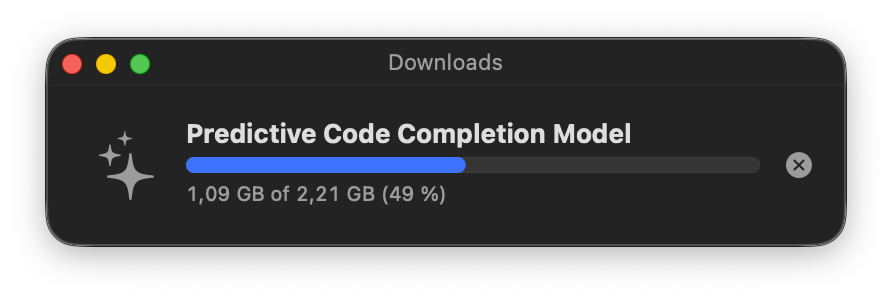 Downloads
Predictive Code Completion Model
1,09 GB of 2,21 GB (49 %)